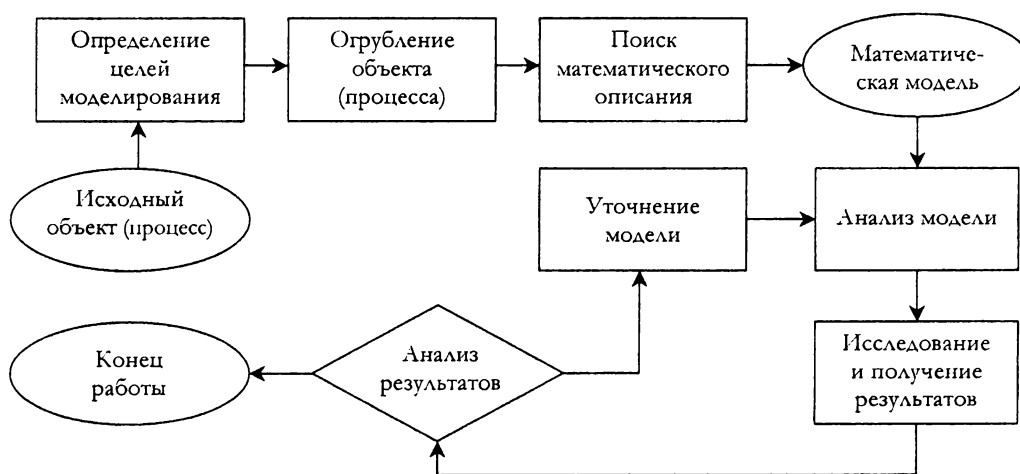 Определение
целей
моделирования
Огрубление
объекта
(процесса)
Поиск
математического
описания
Математиче-
ская модель
Исходный
объект (процесс)
Уточнение
модели
Анализ модели
Конец
работы
Анализ
результатов
Исследование
и получение
результатов